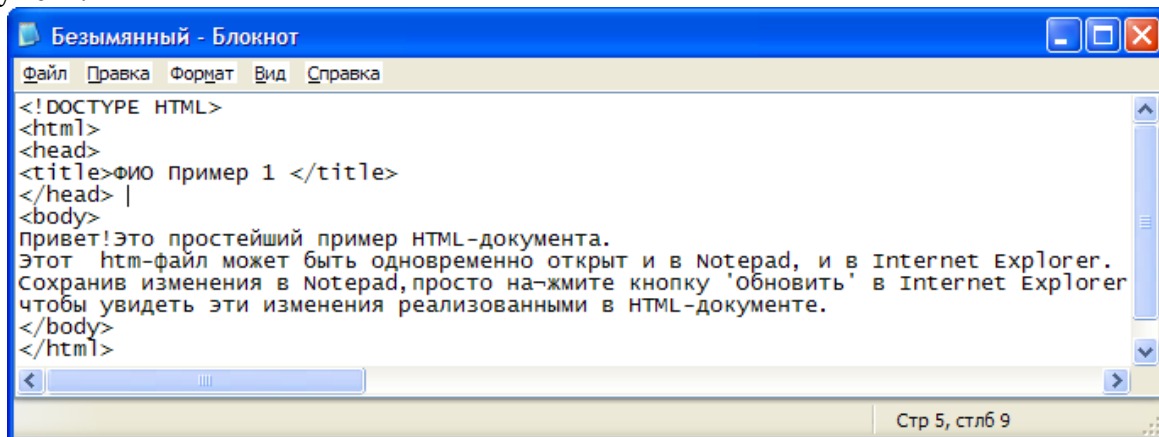 Безымянный - Блокнот
Файл Правка Формат Вид Справка
<!DOCTYPE HTML>
<html>
<head>
<title>ФИО Пример 1 </title>
</head>
<body>
Привет!Это простейший пример HTML-документа.
Этот  htm-файл может быть одновременно открыт и в Notepad, и в Internet Explorer.
Сохранив изменения в Notepad,просто на¬жмите кнопку 'Обновить' в Internet Explorer
чтобы увидеть эти изменения реализованными в HTML-документе.
</body>
</html>
Стр 5, стлб 9